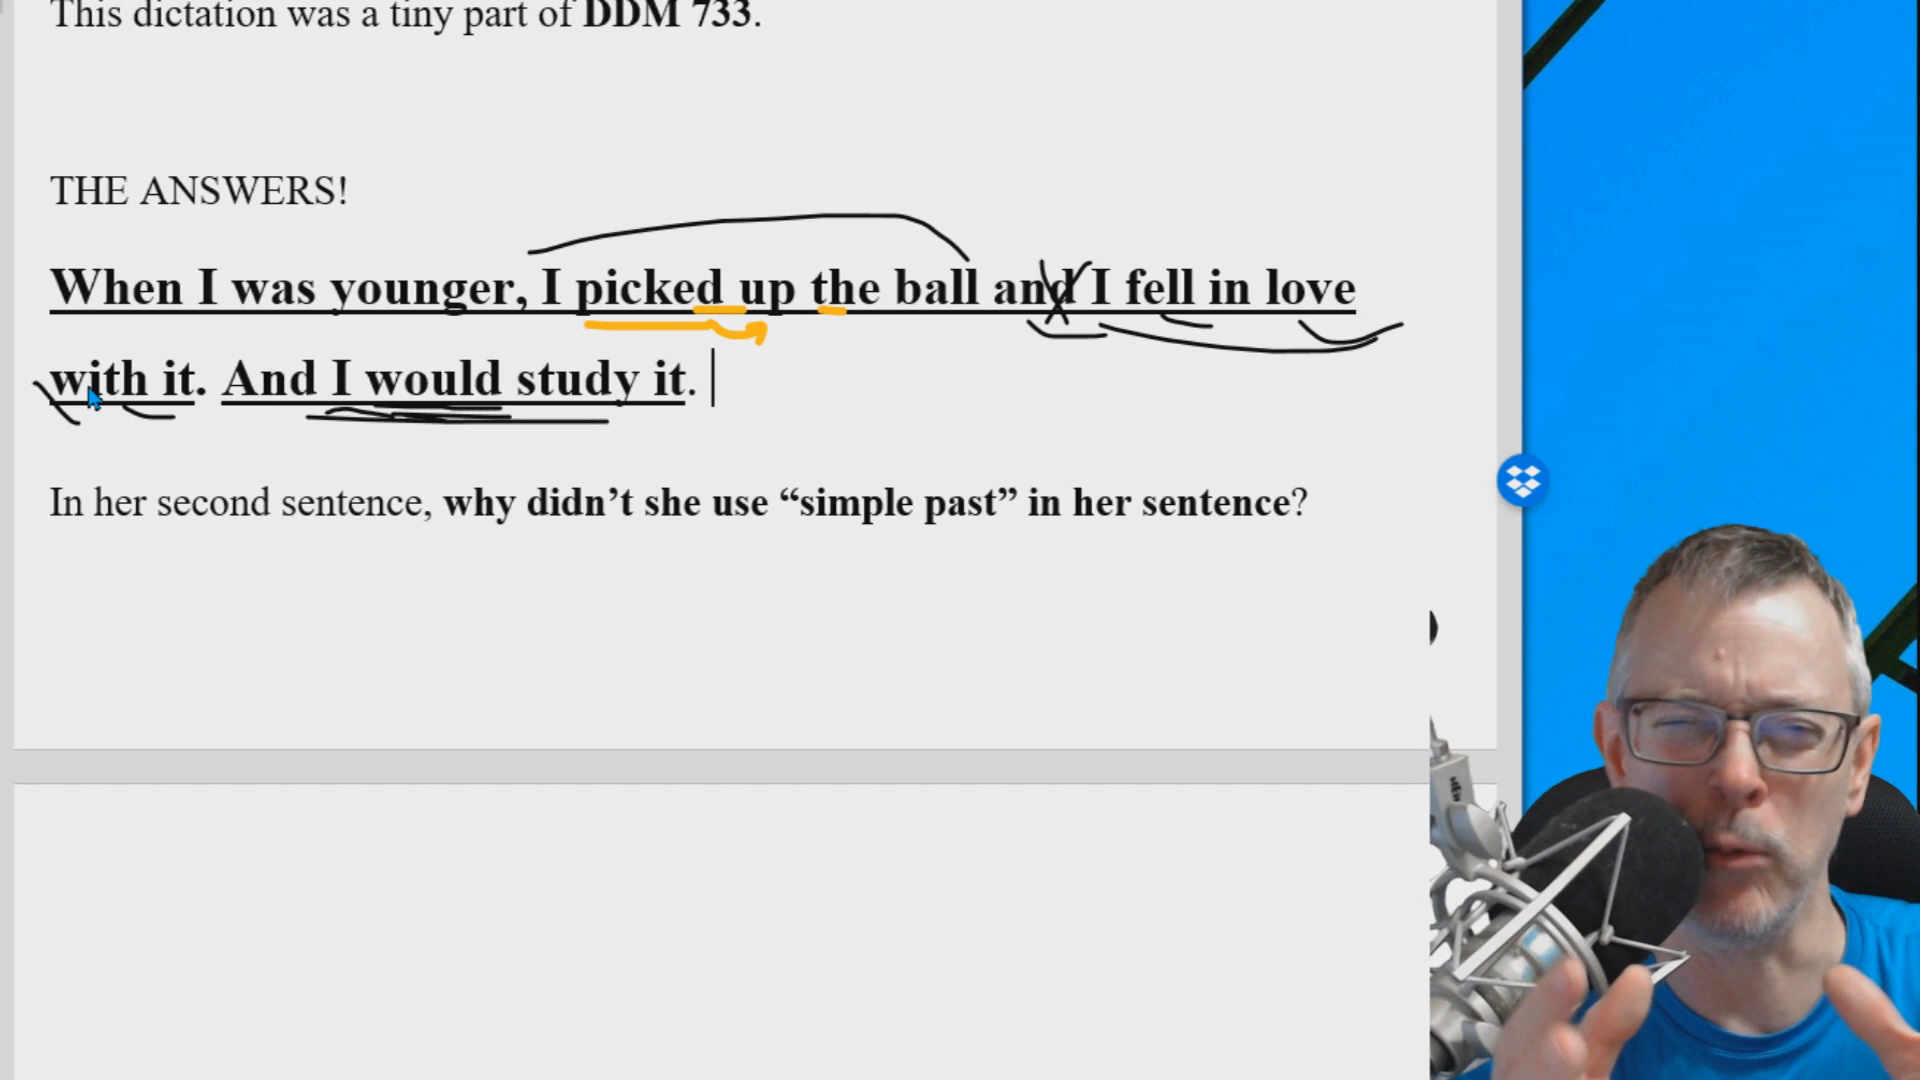 This dictation was a tiny part of DDM 733.
THE ANSWERS!
When I was younger, I picked up the ball and I fell in love
with it. And I would study it.
In her second sentence, why didn’t she use “simple past” in her sentence?